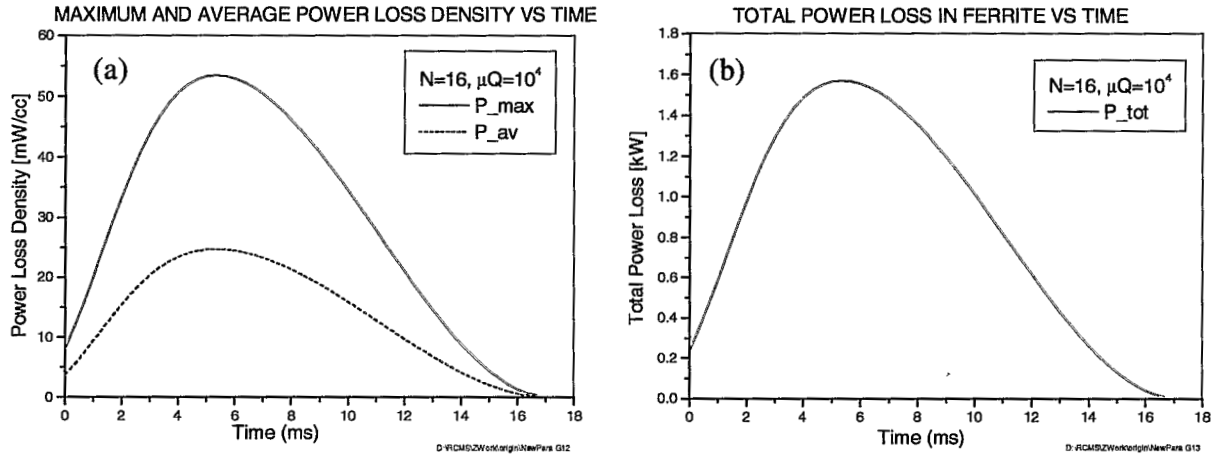 MAXIMUM AND AVERAGE POWER LOSS DENSITY VS TIME
60
50
40
30
20
10
0
Power Loss Density [mW/cc]
(a)
N=16, μQ=10⁴
P_max
P_av
0 2 4 6 8 10 12 14 16 18
Time (ms)
TOTAL POWER LOSS IN FERRITE VS TIME
1.8
1.6
1.4
1.2
1.0
0.8
0.6
0.4
0.2
0.0
Total Power Loss [kW]
(b)
N=16, μQ=10⁴
P_tot
0 2 4 6 8 10 12 14 16 18
Time (ms)